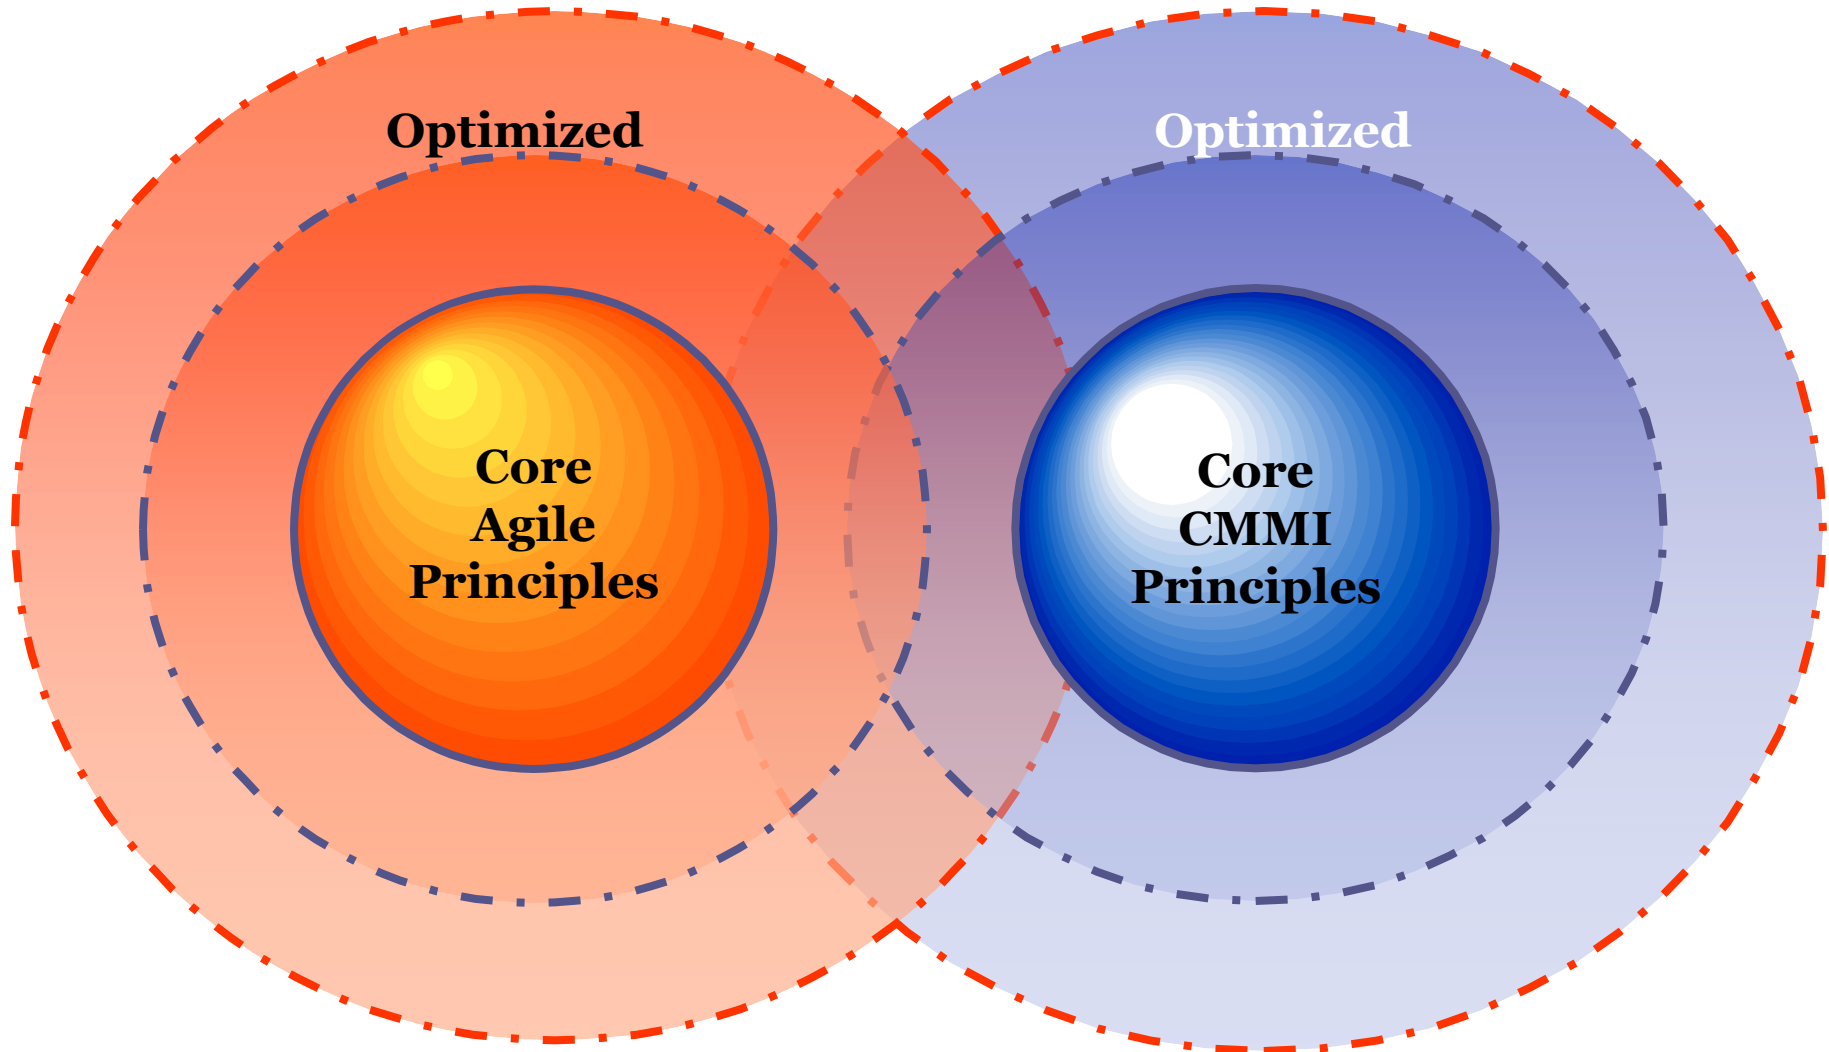 Optimized
Optimized
Core
Agile
Principles
Core
CMMI
Principles